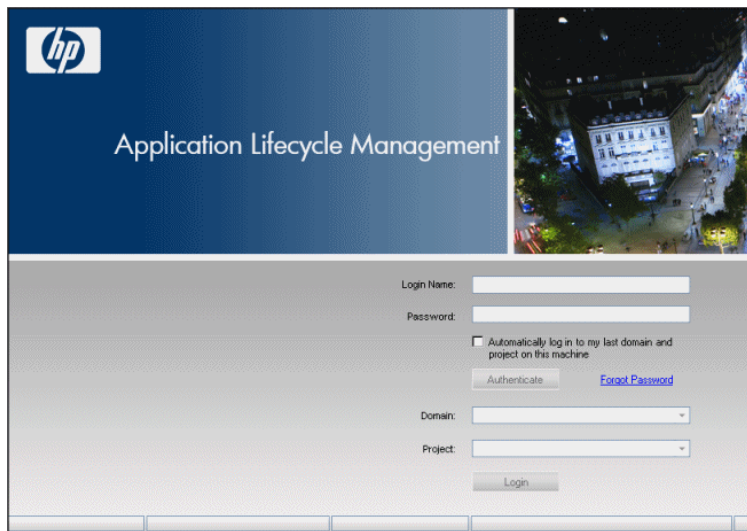 hp
Application Lifecycle Management
Login Name:
Password:
Automatically log in to my last domain and
project on this machine
Authenticate
Forgot Password
Domain:
Project:
Login